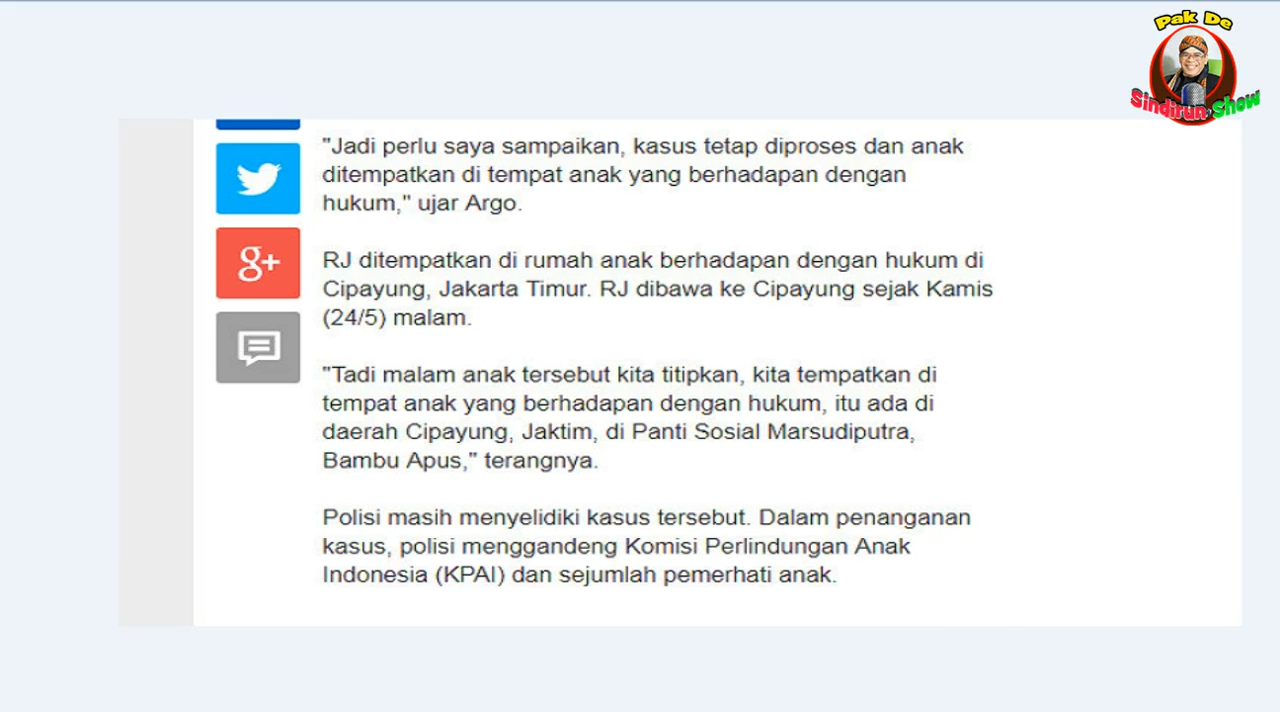 Pak De
Sindirun Show
"Jadi perlu saya sampaikan, kasus tetap diproses dan anak
ditempatkan di tempat anak yang berhadapan dengan
hukum," ujar Argo.
g+
RJ ditempatkan di rumah anak berhadapan dengan hukum di
Cipayung, Jakarta Timur. RJ dibawa ke Cipayung sejak Kamis
(24/5) malam.
"Tadi malam anak tersebut kita titipkan, kita tempatkan di
tempat anak yang berhadapan dengan hukum, itu ada di
daerah Cipayung, Jaktim, di Panti Sosial Marsudiputra,
Bambu Apus," terangnya.
Polisi masih menyelidiki kasus tersebut. Dalam penanganan
kasus, polisi menggandeng Komisi Perlindungan Anak
Indonesia (KPAI) dan sejumlah pemerhati anak.